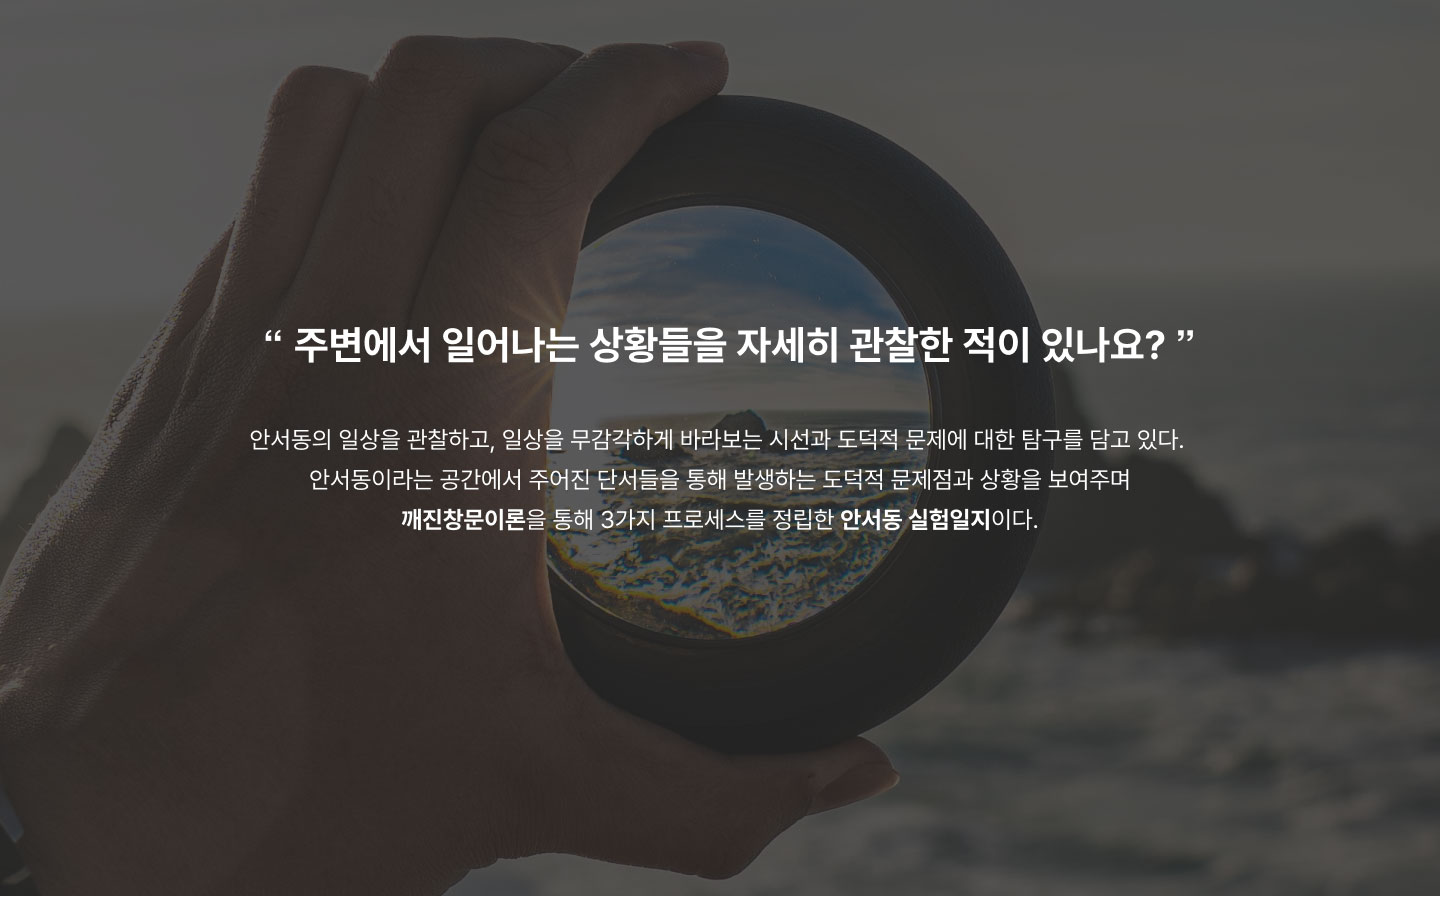 “ 주변에서 일어나는 상황들을 자세히 관찰한 적이 있나요? ”
안서동의 일상을 관찰하고, 일상을 무감각하게 바라보는 시선과 도덕적 문제에 대한 탐구를 담고 있다.
안서동이라는 공간에서 주어진 단서들을 통해 발생하는 도덕적 문제점과 상황을 보여주며
깨진창문이론을 통해 3가지 프로세스를 정립한 안서동 실험일지이다.